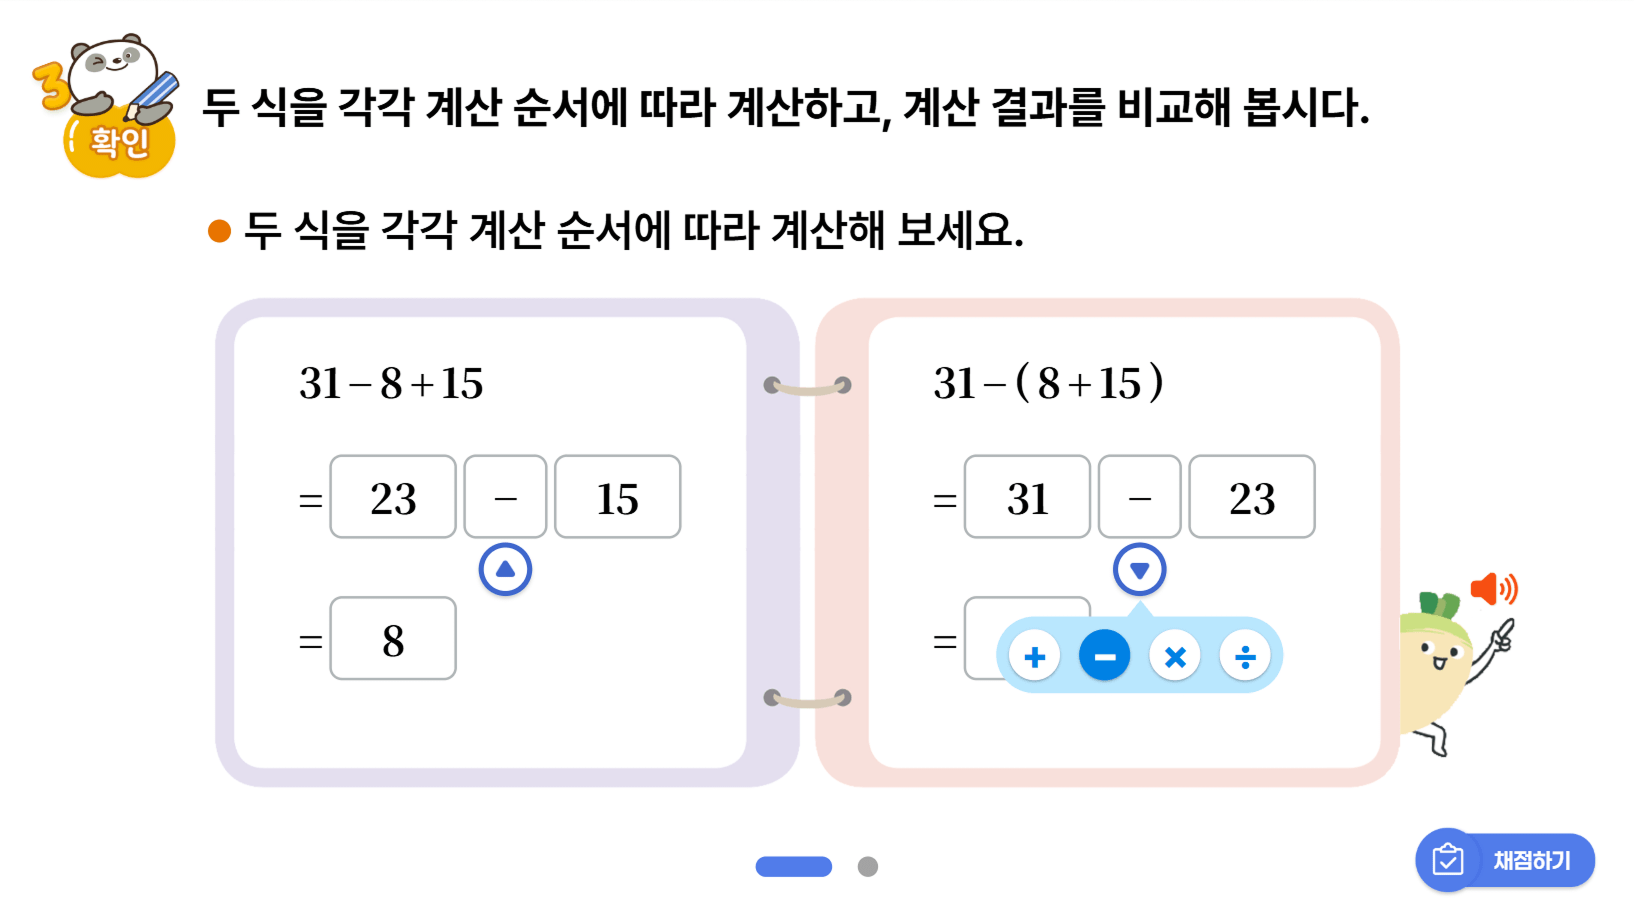 3
확인
두 식을 각각 계산 순서에 따라 계산하고, 계산 결과를 비교해 봅시다.
두 식을 각각 계산 순서에 따라 계산해 보세요.
31－8＋15
= 23 － 15
= 8
31－(8＋15)
= 31 － 23
=
+ − × ÷
채점하기